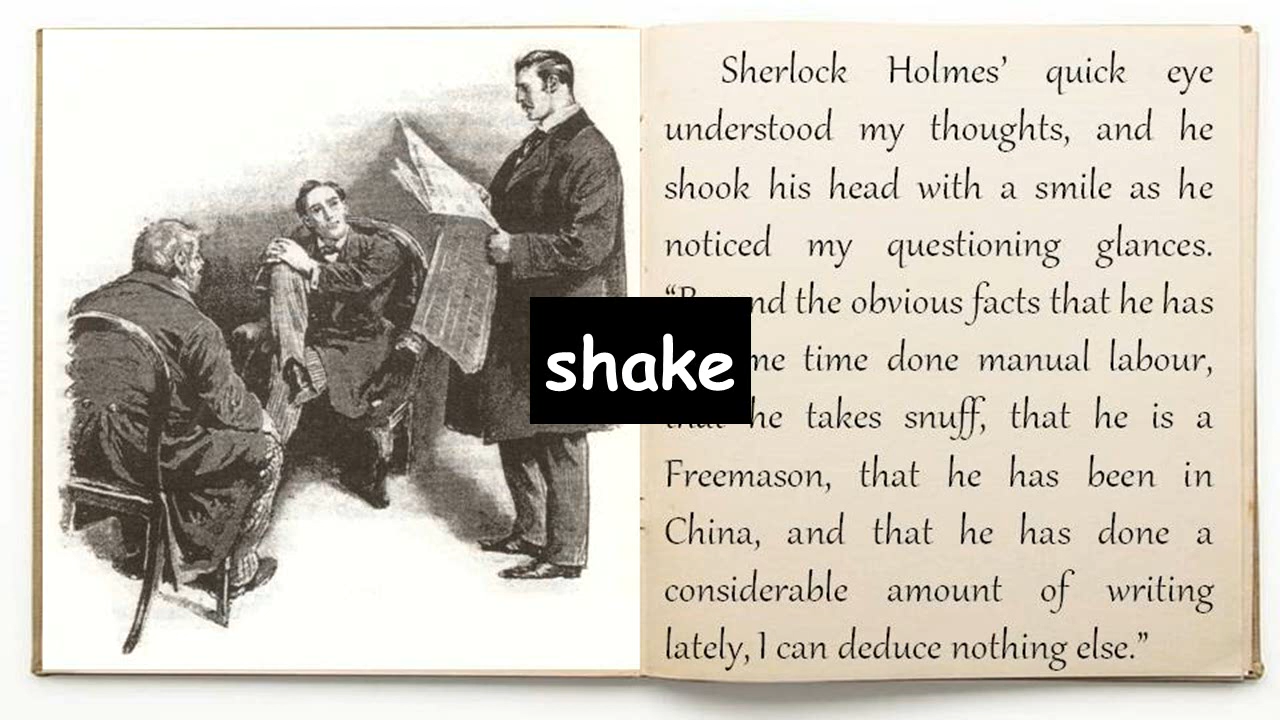 Sherlock Holmes’ quick eye
understood my thoughts, and he
shook his head with a smile as he
noticed my questioning glances.
the obvious facts that he has
time done manual labour,
he takes snuff, that he is a
Freemason, that he has been in
China, and that he has done a
considerable amount of writing
lately, I can deduce nothing else.”
shake